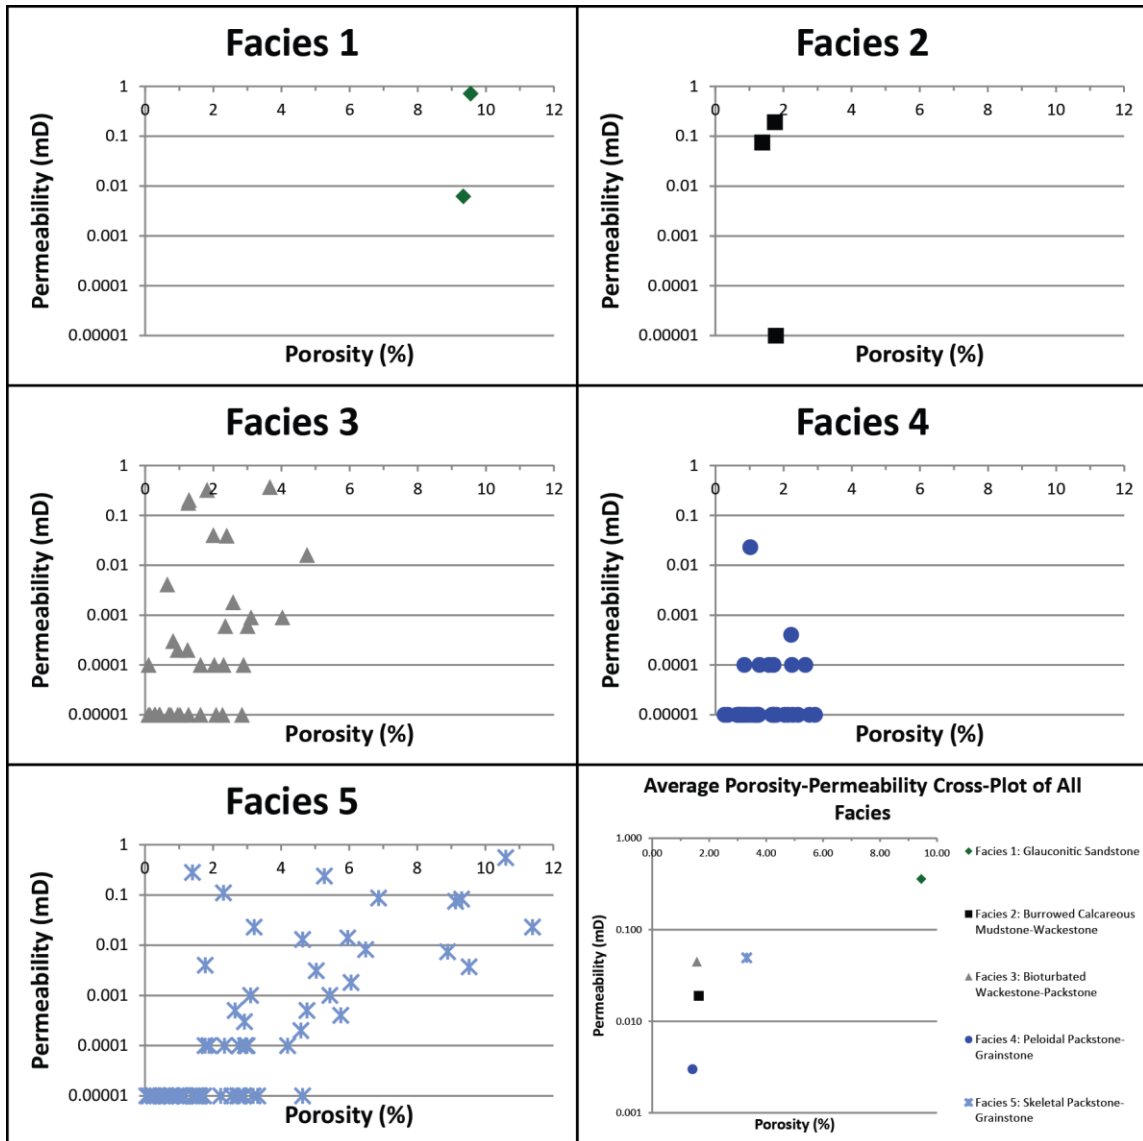 Facies 1
1
0 2 4 6 8 10 12
0.1
0.01
0.001
0.0001
0.00001
Permeability (mD)
Porosity (%)
Facies 2
1
0 2 4 6 8 10 12
0.1
0.01
0.001
0.0001
0.00001
Permeability (mD)
Porosity (%)
Facies 3
1
0 2 4 6 8 10 12
0.1
0.01
0.001
0.0001
0.00001
Permeability (mD)
Porosity (%)
Facies 4
1
0 2 4 6 8 10 12
0.1
0.01
0.001
0.0001
0.00001
Permeability (mD)
Porosity (%)
Facies 5
1
0 2 4 6 8 10 12
0.1
0.01
0.001
0.0001
0.00001
Permeability (mD)
Porosity (%)
Average Porosity-Permeability Cross-Plot of All
Facies
1.000
0.00 2.00 4.00 6.00 8.00 10.00
0.100
0.010
0.001
Permeability (mD)
Porosity (%)
Facies 1: Glauconitic Sandstone
Facies 2: Burrowed Calcareous
Mudstone-Wackestone
Facies 3: Bioturbated
Wackestone-Packstone
Facies 4: Peloidal Packstone-
Grainstone
Facies 5: Skeletal Packstone-
Grainstone